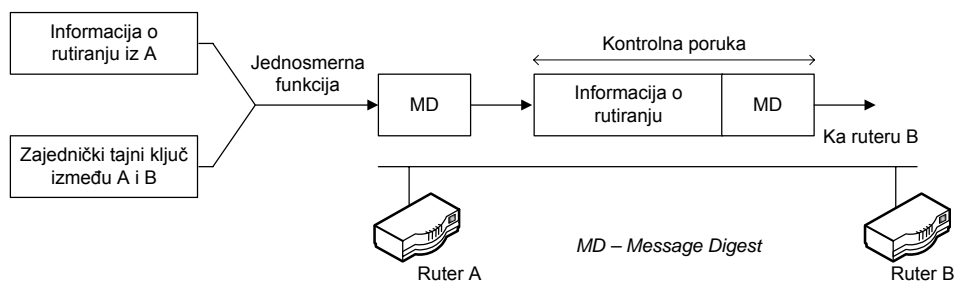 Informacija o
rutiranju iz A
Zajednički tajni ključ
između A i B
Jednosmerna
funkcija
MD
Kontrolna poruka
Informacija o
rutiranju
MD
Ka ruteru B
MD – Message Digest
Ruter A
Ruter B